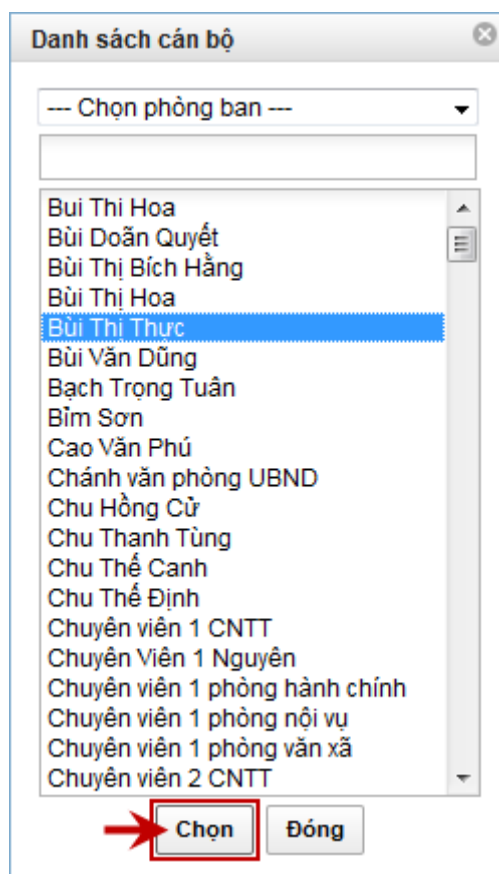 Danh sách cán bộ
--- Chọn phòng ban ---
Bui Thi Hoa
Bùi Doãn Quyết
Bùi Thị Bích Hằng
Bùi Thị Hoa
Bùi Thị Thực
Bùi Văn Dũng
Bạch Trọng Tuân
Bỉm Sơn
Cao Văn Phú
Chánh văn phòng UBND
Chu Hồng Cử
Chu Thanh Tùng
Chu Thế Canh
Chu Thế Định
Chuyên viên 1 CNTT
Chuyên Viên 1 Nguyên
Chuyên viên 1 phòng hành chính
Chuyên viên 1 phòng nội vụ
Chuyên viên 1 phòng văn xã
Chuyên viên 2 CNTT
Chọn Đóng